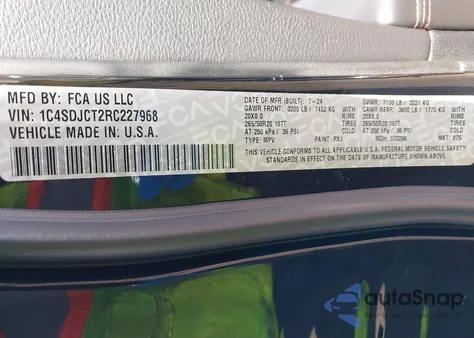 MFD BY: FCA US LLC
VIN: 1C4SDJCT2RC227968
VEHICLE MADE IN U.S.A.
DATE OF MFR (BUILT): 7-24 GVWR: 7100 LB / 3221 KG
GAWR FRONT: 3200 LB / 1452 KG GAWR REAR: 3900 LB / 1770 KG
20X8.0 RIMS 20X8.0 RIMS
265/50R20 107T TIRES 265/50R20 107T TIRES
AT 250 kPa / 36 PSI COLD AT 250 kPa / 36 PSI COLD
TYPE: MPV PAINT: PXJ MDH: 072206 MKT: 875
THIS VEHICLE CONFORMS TO ALL APPLICABLE U.S.A. FEDERAL MOTOR VEHICLE SAFETY
STANDARDS IN EFFECT ON THE DATE OF MANUFACTURE SHOWN ABOVE.
autoSnap